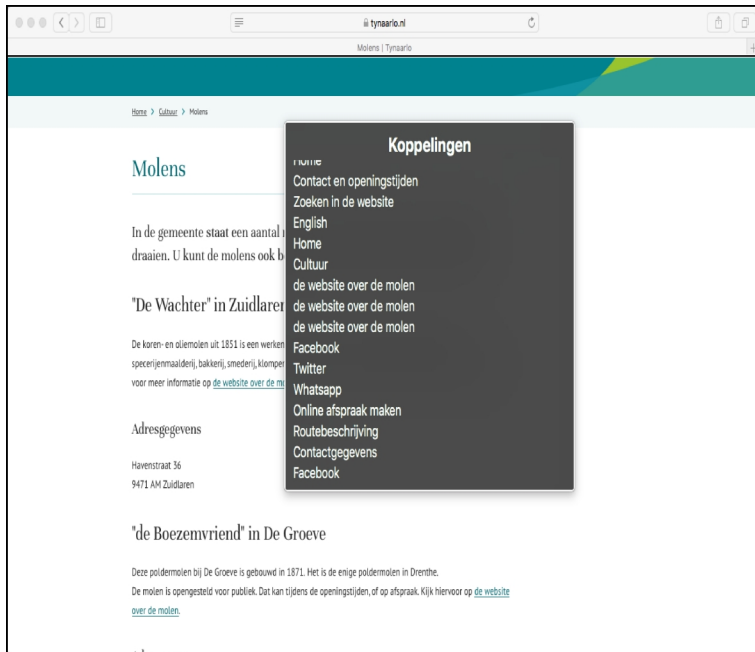 tynaarlo.nl
Molens | Tynaarlo
Home > Cultuur > Molens
Molens
In de gemeente staat een aantal
draaien. U kunt de molens ook b
"De Wachter" in Zuidlaren
De koren- en oliemolen uit 1851 is een werken
specerijenmaalderij, bakkerij, smederij, klomper
voor meer informatie op de website over de mo
Adresgegevens
Havenstraat 36
9471 AM Zuidlaren
"de Boezemvriend" in De Groeve
Deze poldermolen bij De Groeve is gebouwd in 1871. Het is de enige poldermolen in Drenthe.
De molen is opengesteld voor publiek. Dat kan tijdens de openingstijden, of op afspraak. Kijk hiervoor op de website
over de molen.
Koppelingen
Home
Contact en openingstijden
Zoeken in de website
English
Home
Cultuur
de website over de molen
de website over de molen
de website over de molen
Facebook
Twitter
Whatsapp
Online afspraak maken
Routebeschrijving
Contactgegevens
Facebook